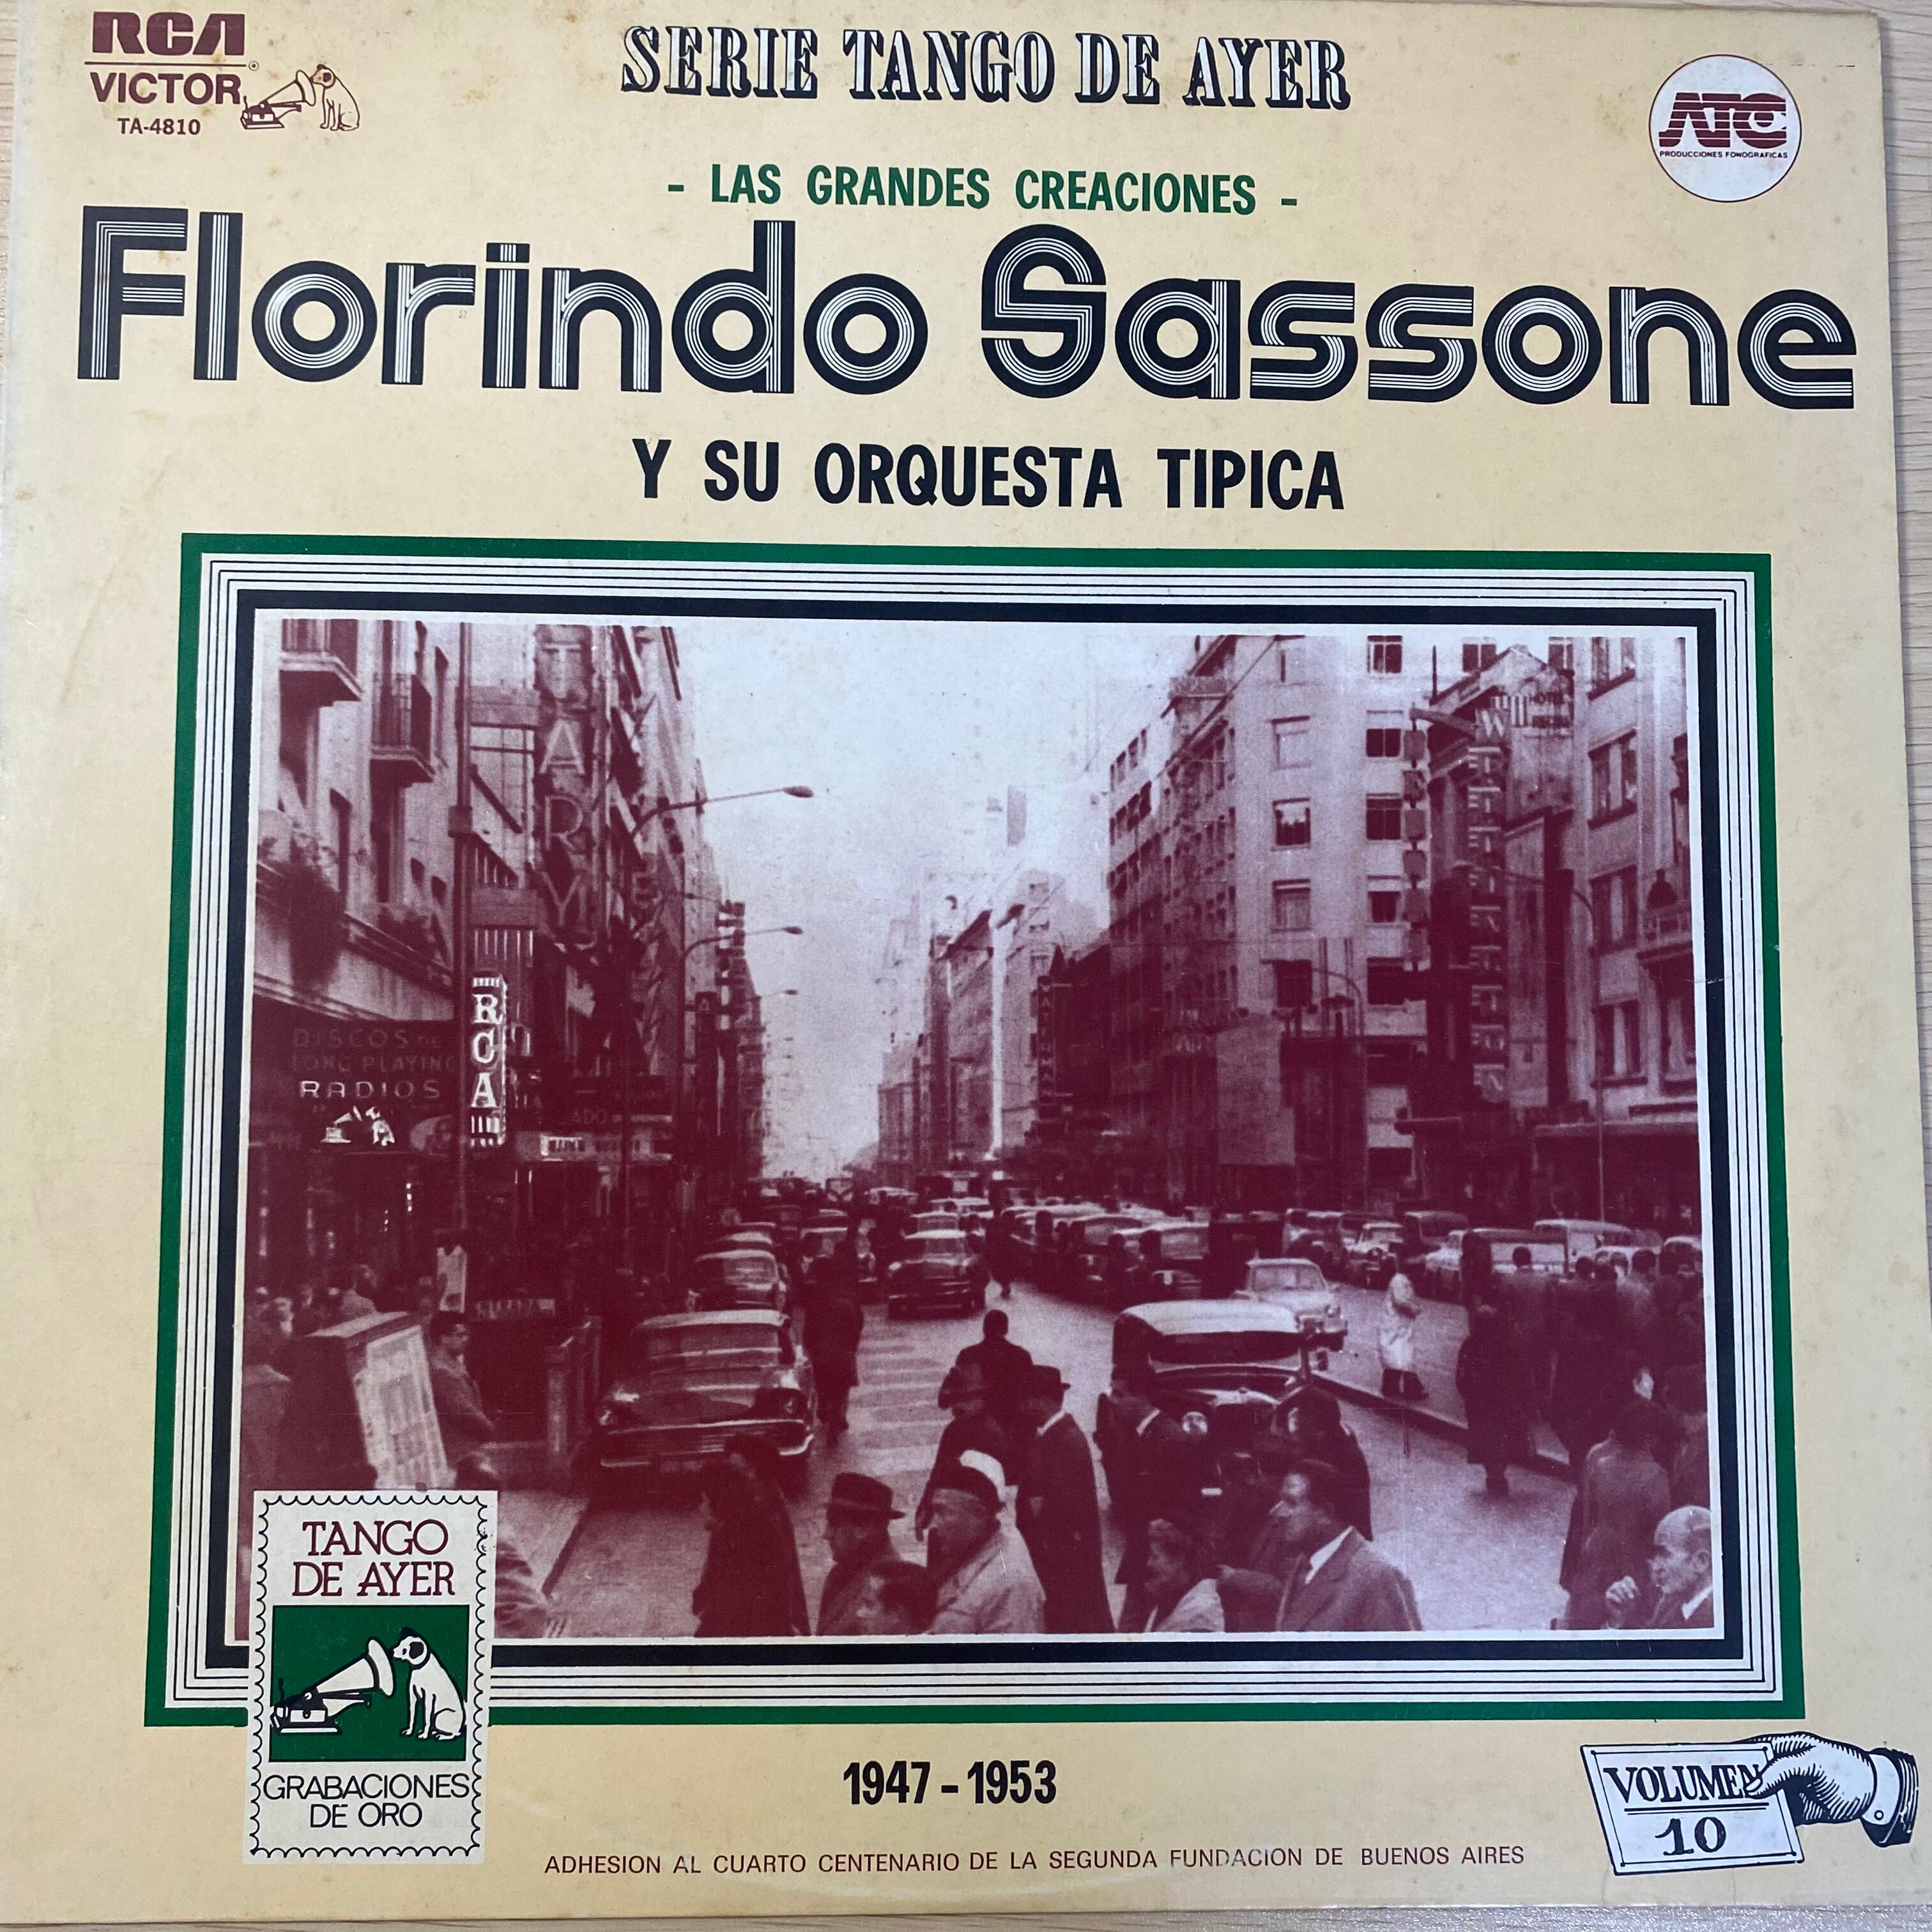 RCA
VICTOR
TA-4810
SERIE TANGO DE AYER
ATC
PRODUCCIONES FONOGRAFICAS
- LAS GRANDES CREACIONES -
Florindo Sassone
Y SU ORQUESTA TIPICA
RCA
DISCOS DE
LONG PLAYING
RADIOS
TANGO
DE AYER
GRABACIONES
DE ORO
1947-1953
VOLUMEN
10
ADHESION AL CUARTO CENTENARIO DE LA SEGUNDA FUNDACION DE BUENOS AIRES